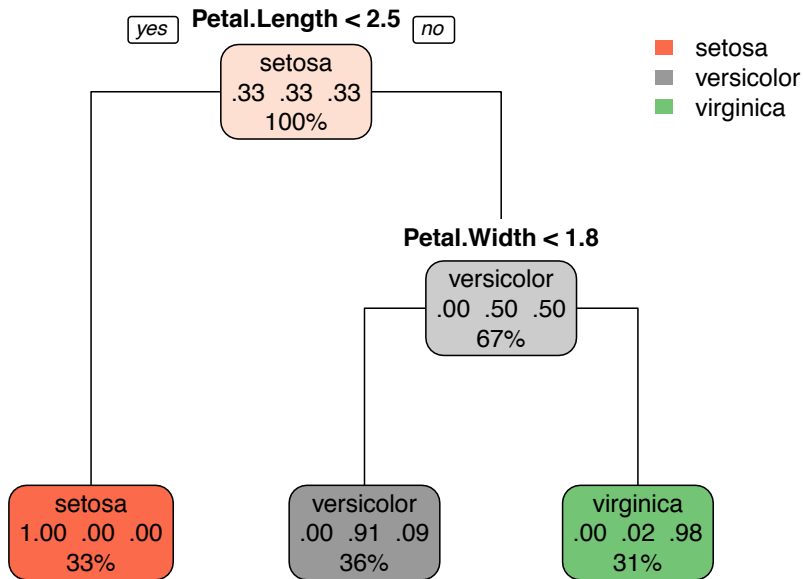 yes Petal.Length < 2.5 no
setosa
.33 .33 .33
100%
setosa
versicolor
virginica
Petal.Width < 1.8
versicolor
.00 .50 .50
67%
setosa
1.00 .00 .00
33%
versicolor
.00 .91 .09
36%
virginica
.00 .02 .98
31%